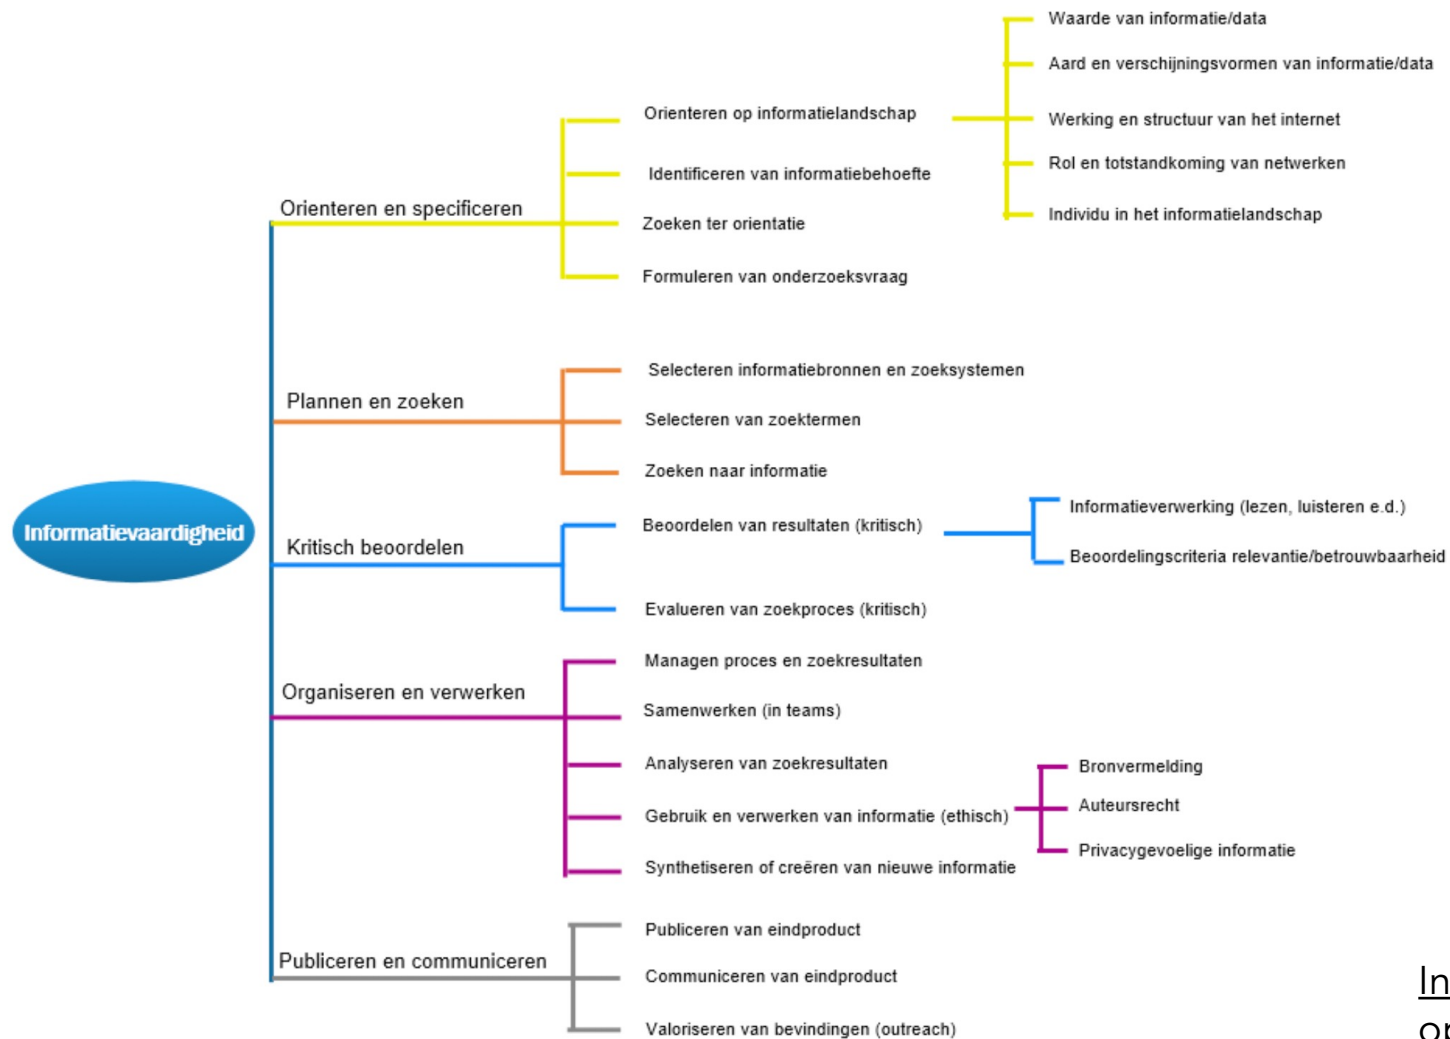 Informatievaardigheid
Orienteren en specificeren
Orienteren op informatielandschap
Waarde van informatie/data
Aard en verschijningsvormen van informatie/data
Werking en structuur van het internet
Rol en totstandkoming van netwerken
Individu in het informatielandschap
Identificeren van informatiebehoefte
Zoeken ter orientatie
Formuleren van onderzoeksvraag
Plannen en zoeken
Selecteren informatiebronnen en zoeksystemen
Selecteren van zoektermen
Zoeken naar informatie
Kritisch beoordelen
Beoordelen van resultaten (kritisch)
Informatieverwerking (lezen, luisteren e.d.)
Beoordelingscriteria relevantie/betrouwbaarheid
Evalueren van zoekproces (kritisch)
Organiseren en verwerken
Managen proces en zoekresultaten
Samenwerken (in teams)
Analyseren van zoekresultaten
Gebruik en verwerken van informatie (ethisch)
Bronvermelding
Auteursrecht
Privacygevoelige informatie
Synthetiseren of creëren van nieuwe informatie
Publiceren en communiceren
Publiceren van eindproduct
Communiceren van eindproduct
Valoriseren van bevindingen (outreach)